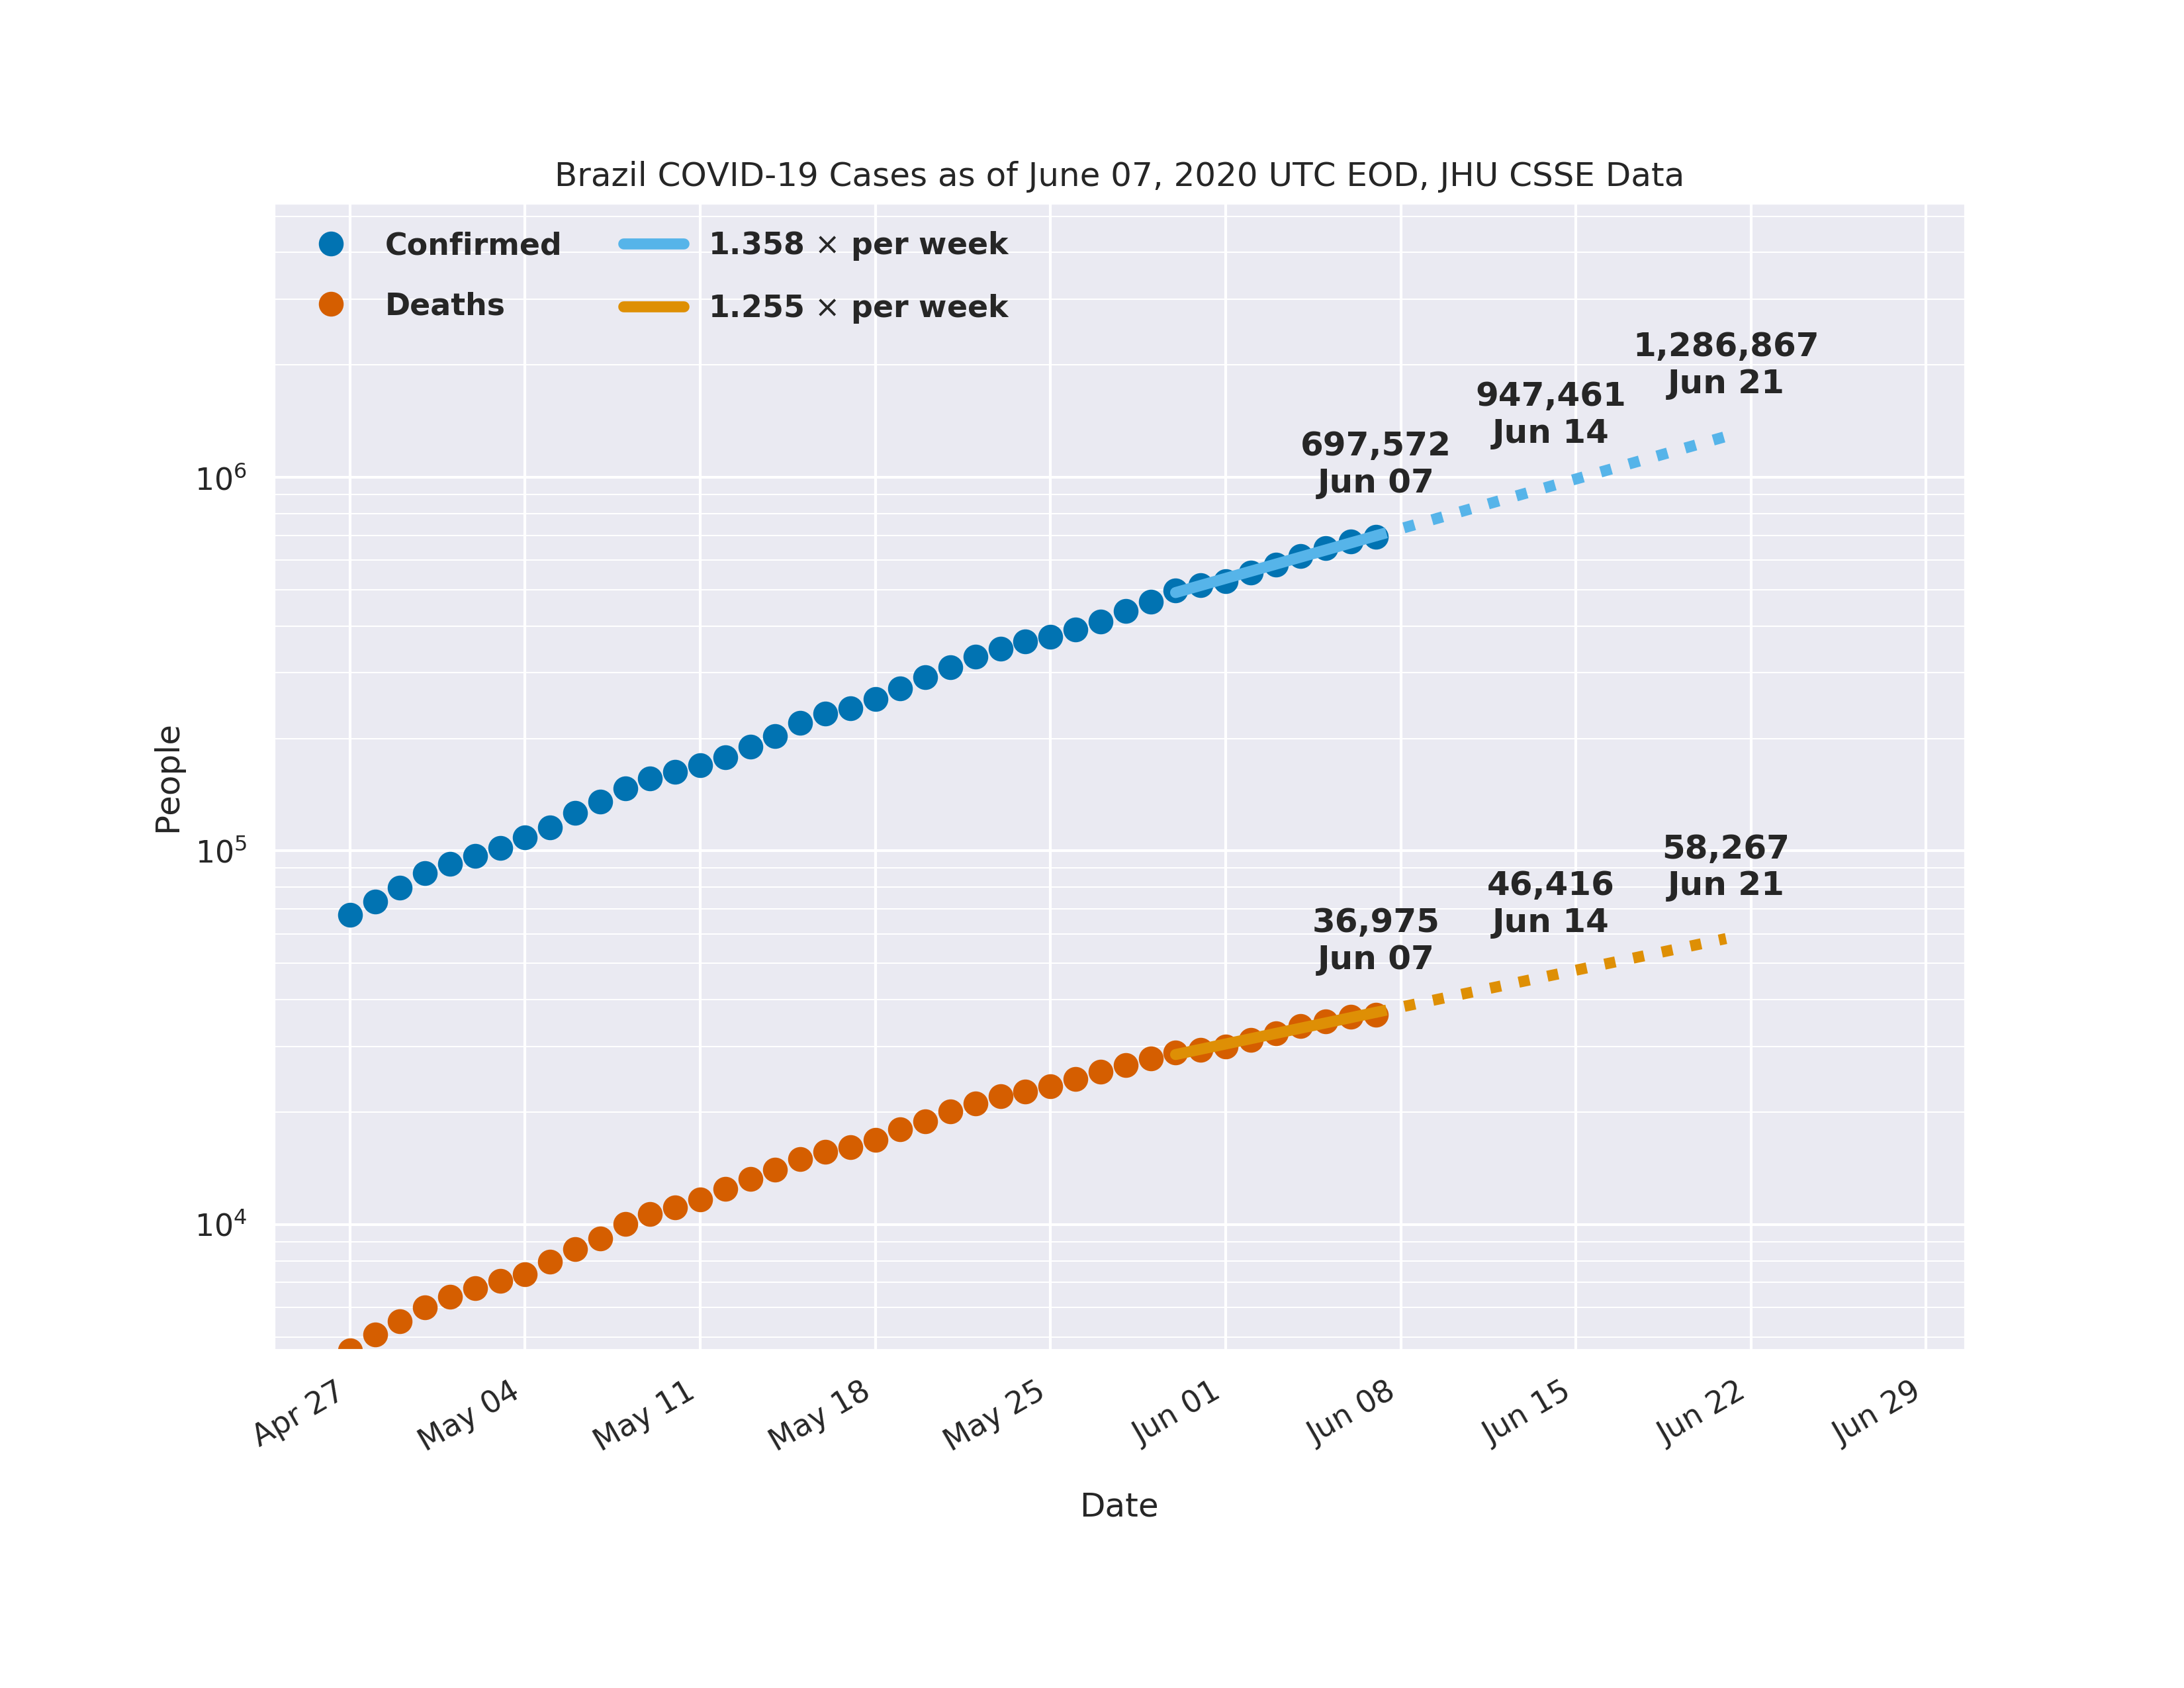 Brazil COVID-19 Cases as of June 07, 2020 UTC EOD, JHU CSSE Data
Confirmed
Deaths
1.358 × per week
1.255 × per week
1,286,867
Jun 21
947,461
Jun 14
697,572
Jun 07
58,267
Jun 21
46,416
Jun 14
36,975
Jun 07
People
10⁶
10⁵
10⁴
Apr 27
May 04
May 11
May 18
May 25
Jun 01
Jun 08
Jun 15
Jun 22
Jun 29
Date